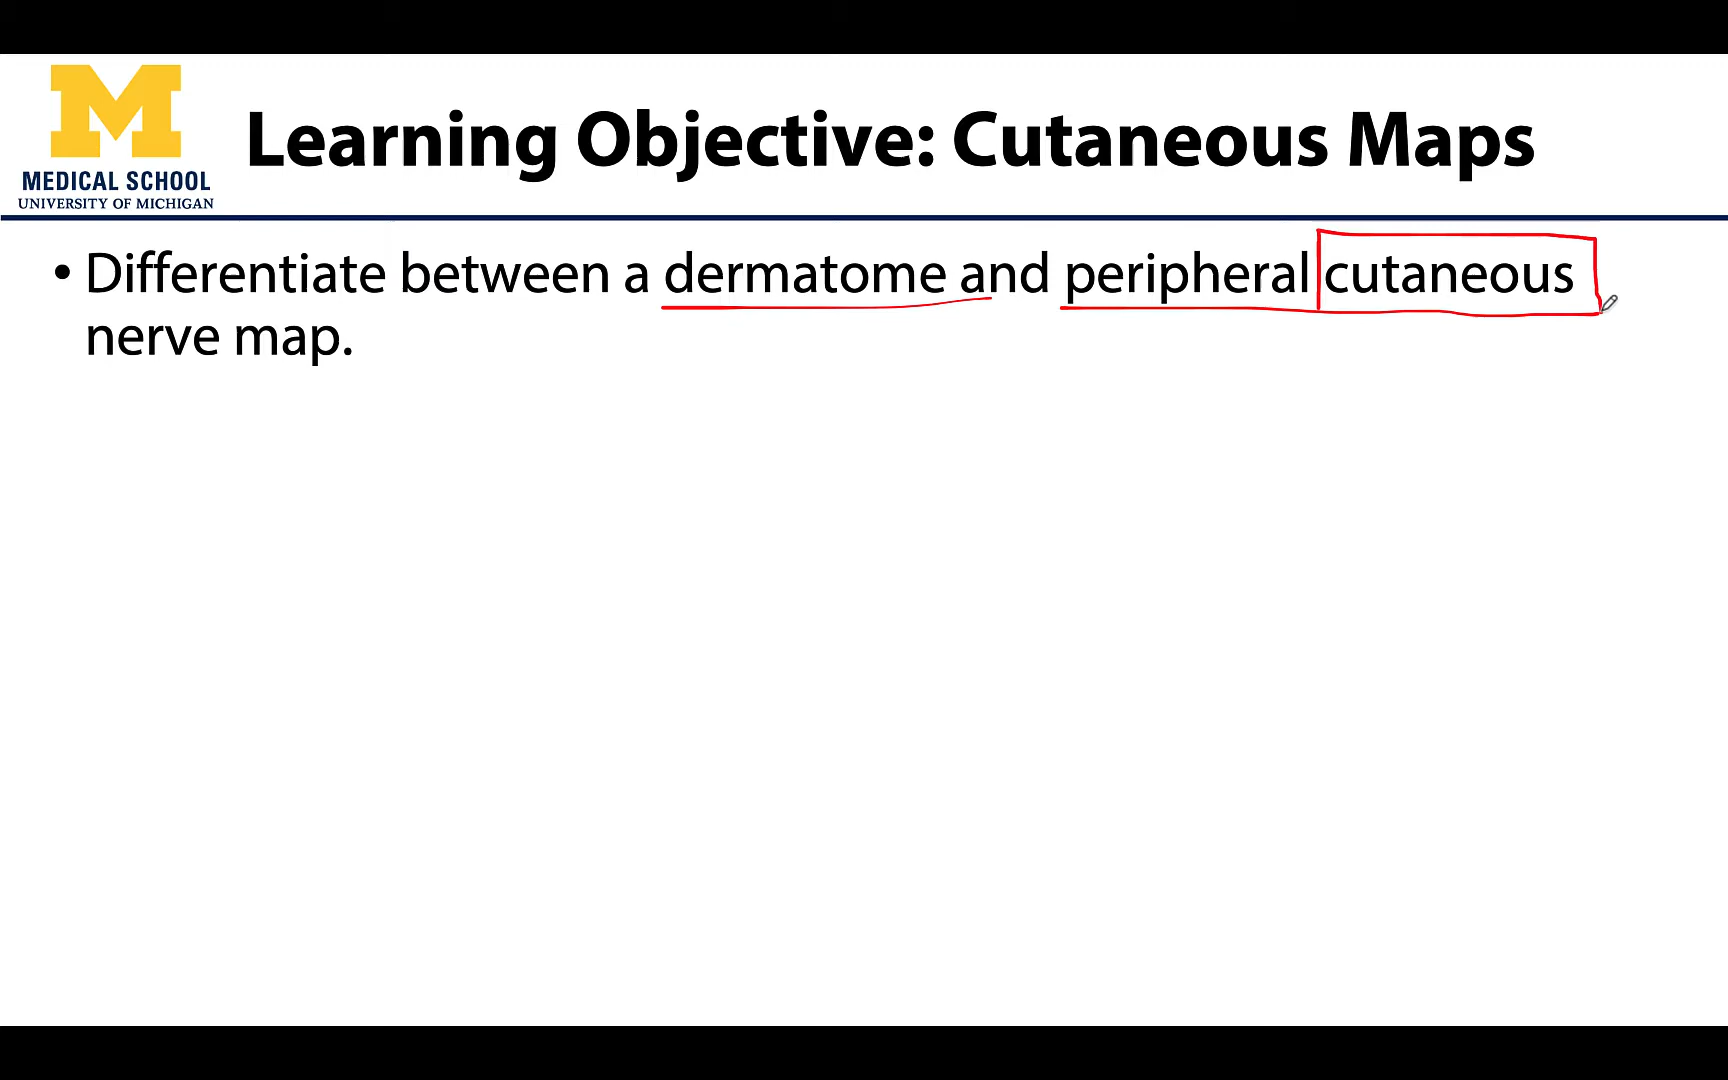 M
MEDICAL SCHOOL
UNIVERSITY OF MICHIGAN
Learning Objective: Cutaneous Maps
• Differentiate between a dermatome and peripheral cutaneous
nerve map.